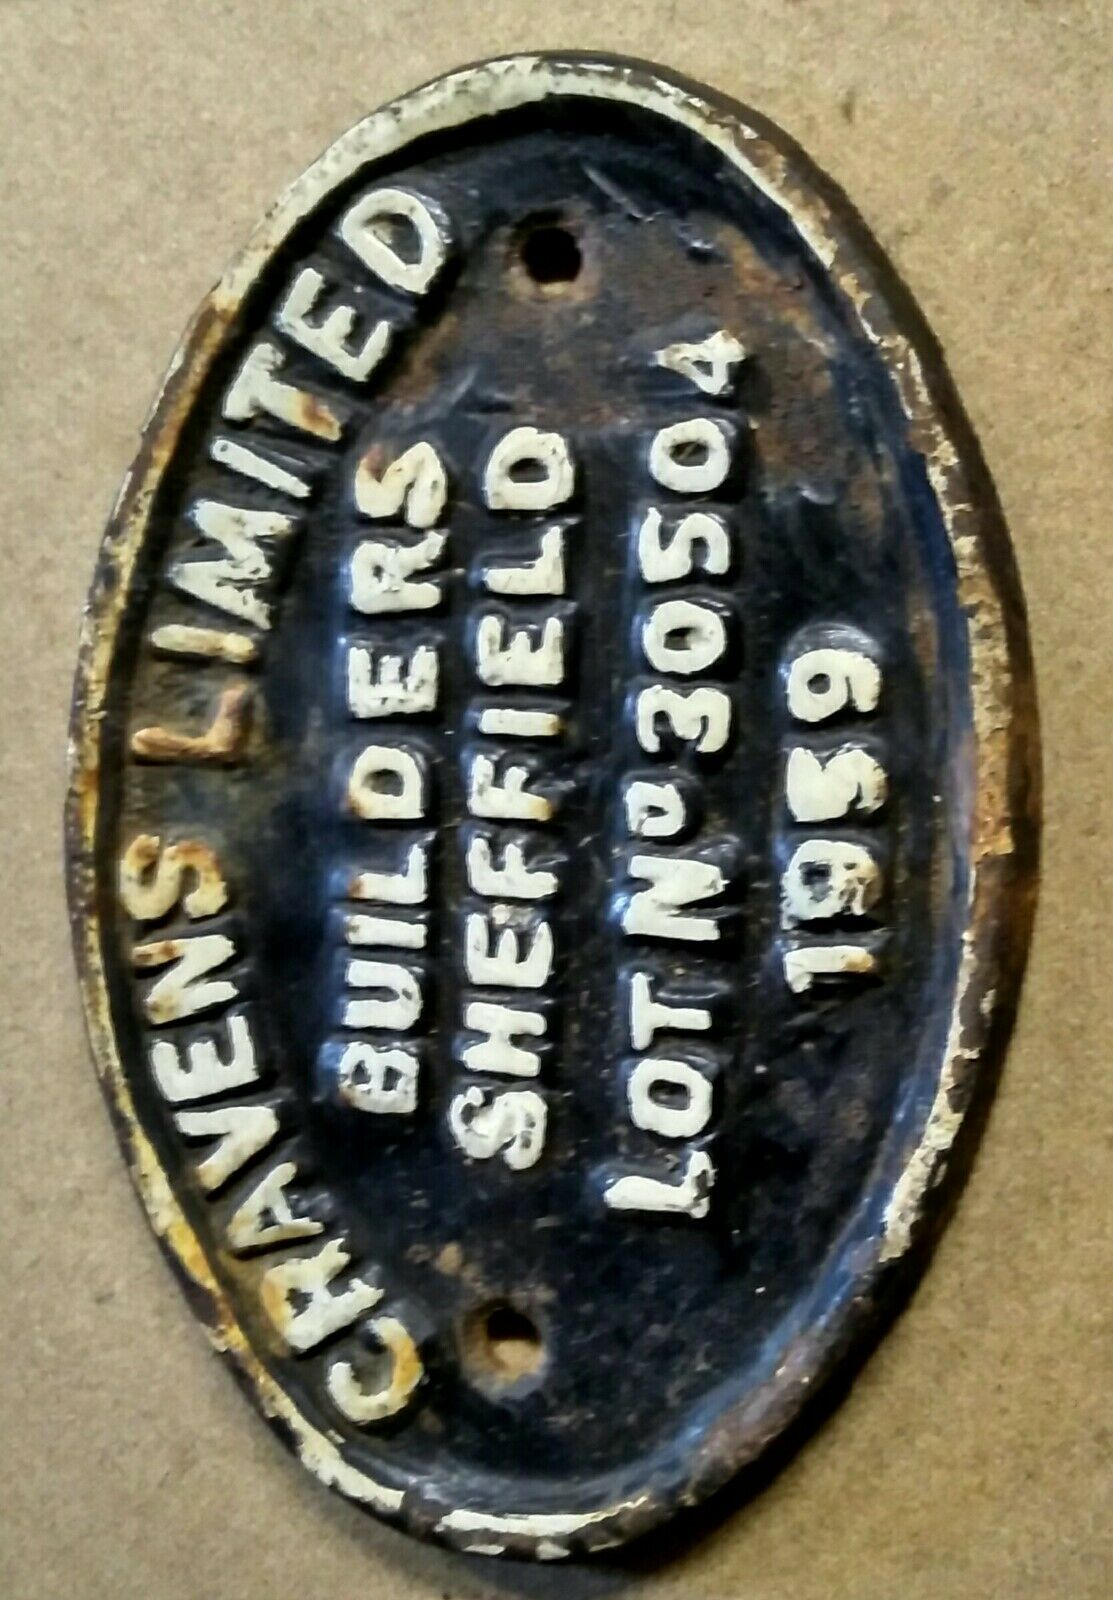 CRAVENS LIMITED
BUILDERS
SHEFFIELD
LOT Nº 30504
1959